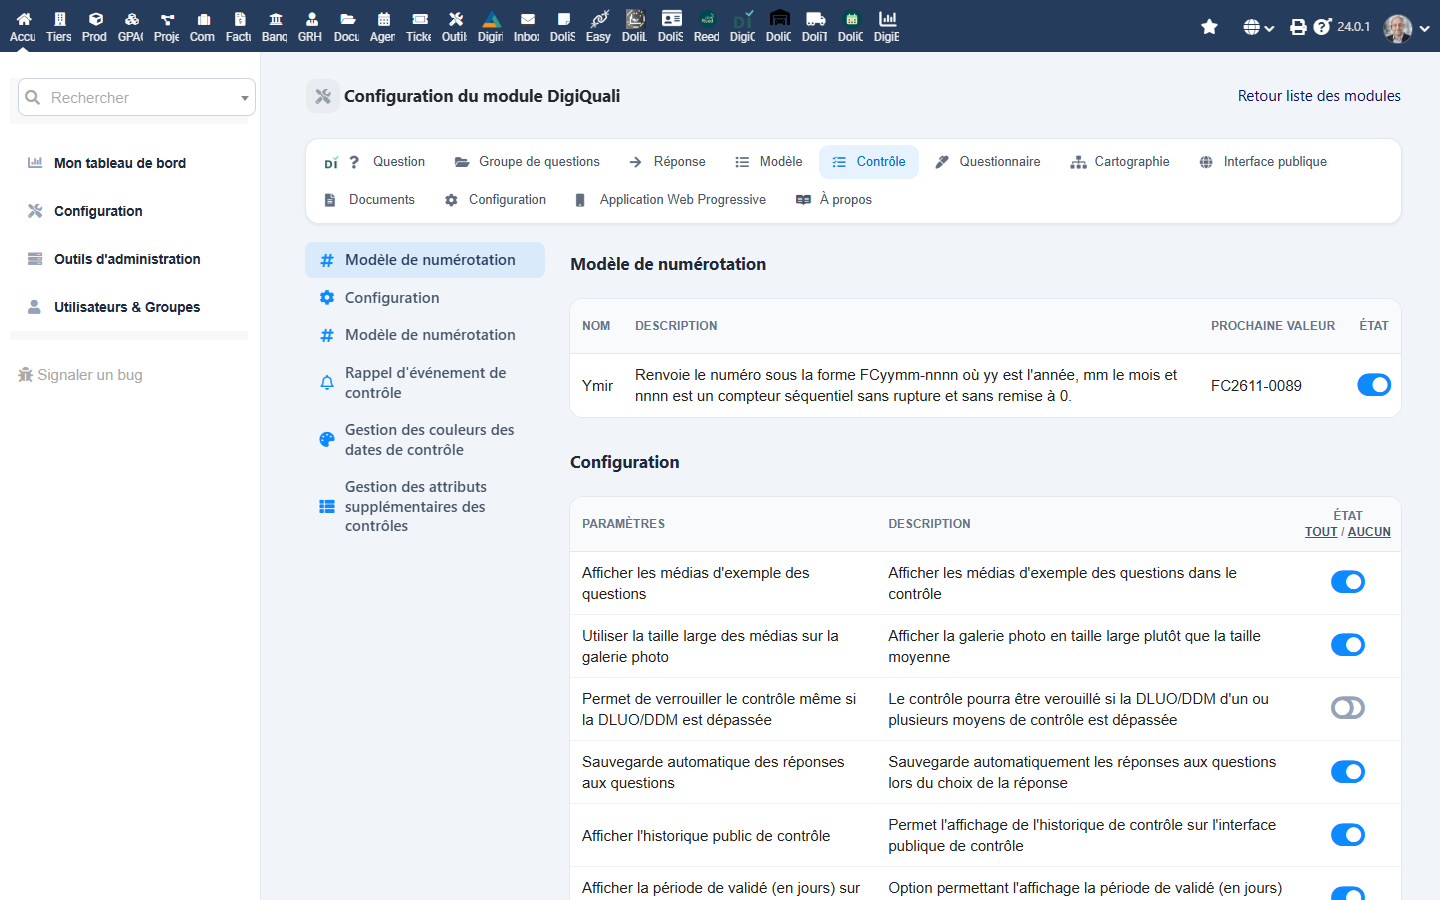 Accu
Tiers
Prod
GPA
Proje
Com
Factu
Banq
GRH
Docu
Agen
Ticke
Outils
Digiri
Inbox
DoliS
Easy
DoliL
DoliS
Reed
DigiC
DoliC
DoliT
DoliC
DigiE
24.0.1
Rechercher
Mon tableau de bord
Configuration
Outils d'administration
Utilisateurs & Groupes
Signaler un bug
Configuration du module DigiQuali
Retour liste des modules
Question
Groupe de questions
Réponse
Modèle
Contrôle
Questionnaire
Cartographie
Interface publique
Documents
Configuration
Application Web Progressive
À propos
Modèle de numérotation
Configuration
Modèle de numérotation
Rappel d'événement de
contrôle
Gestion des couleurs des
dates de contrôle
Gestion des attributs
supplémentaires des
contrôles
Modèle de numérotation
NOM DESCRIPTION PROCHAINE VALEUR ÉTAT
Ymir
Renvoie le numéro sous la forme FCyymm-nnnn où yy est l'année, mm le mois et
nnnn est un compteur séquentiel sans rupture et sans remise à 0.
FC2611-0089
Configuration
PARAMÈTRES DESCRIPTION
ÉTAT
TOUT / AUCUN
Afficher les médias d'exemple des
questions
Afficher les médias d'exemple des questions dans le
contrôle
Utiliser la taille large des médias sur la
galerie photo
Afficher la galerie photo en taille large plutôt que la taille
moyenne
Permet de verrouiller le contrôle même si
la DLUO/DDM est dépassée
Le contrôle pourra être verouillé si la DLUO/DDM d'un ou
plusieurs moyens de contrôle est dépassée
Sauvegarde automatique des réponses
aux questions
Sauvegarde automatiquement les réponses aux questions
lors du choix de la réponse
Afficher l'historique public de contrôle
Permet l'affichage de l'historique de contrôle sur l'interface
publique de contrôle
Afficher la période de validé (en jours) sur
Option permettant l'affichage la période de validé (en jours)